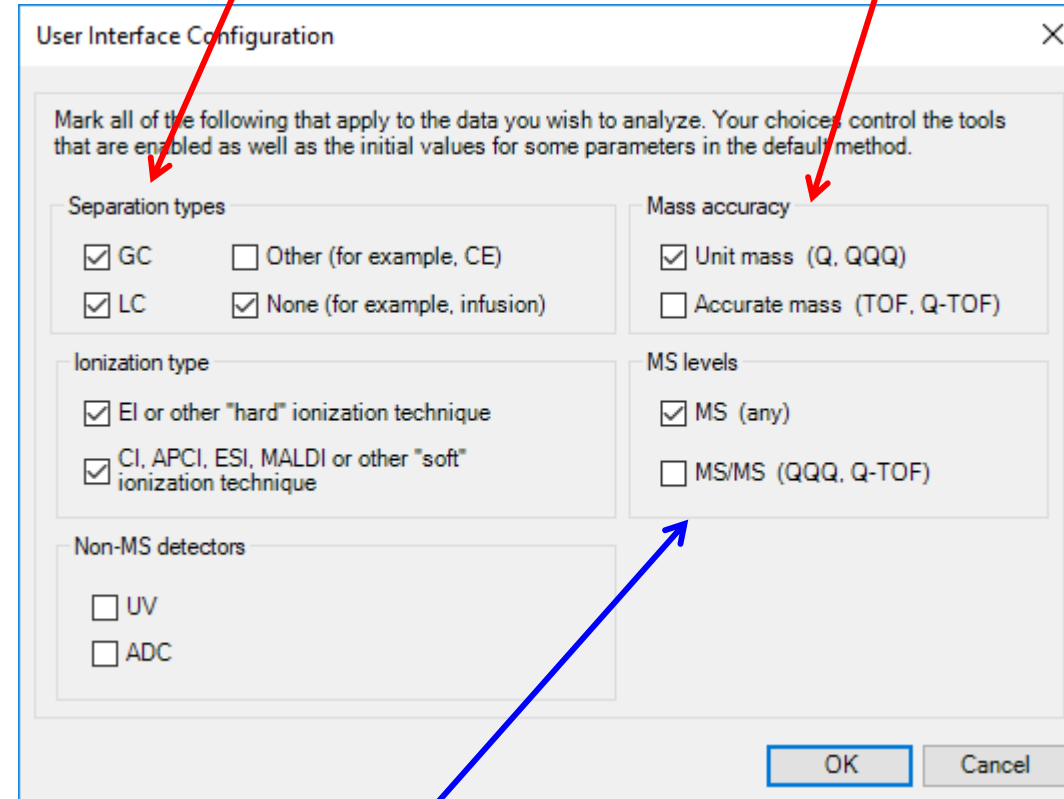 User Interface Configuration
Mark all of the following that apply to the data you wish to analyze. Your choices control the tools
that are enabled as well as the initial values for some parameters in the default method.
Separation types
GC
Other (for example, CE)
LC
None (for example, infusion)
Mass accuracy
Unit mass (Q, QQQ)
Accurate mass (TOF, Q-TOF)
Ionization type
EI or other "hard" ionization technique
CI, APCI, ESI, MALDI or other "soft"
ionization technique
MS levels
MS (any)
MS/MS (QQQ, Q-TOF)
Non-MS detectors
UV
ADC
OK
Cancel